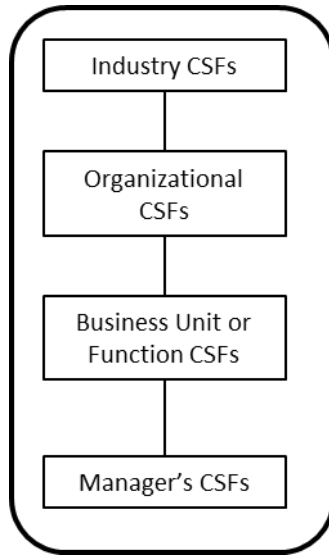 Industry CSFs
Organizational
CSFs
Business Unit or
Function CSFs
Manager’s CSFs